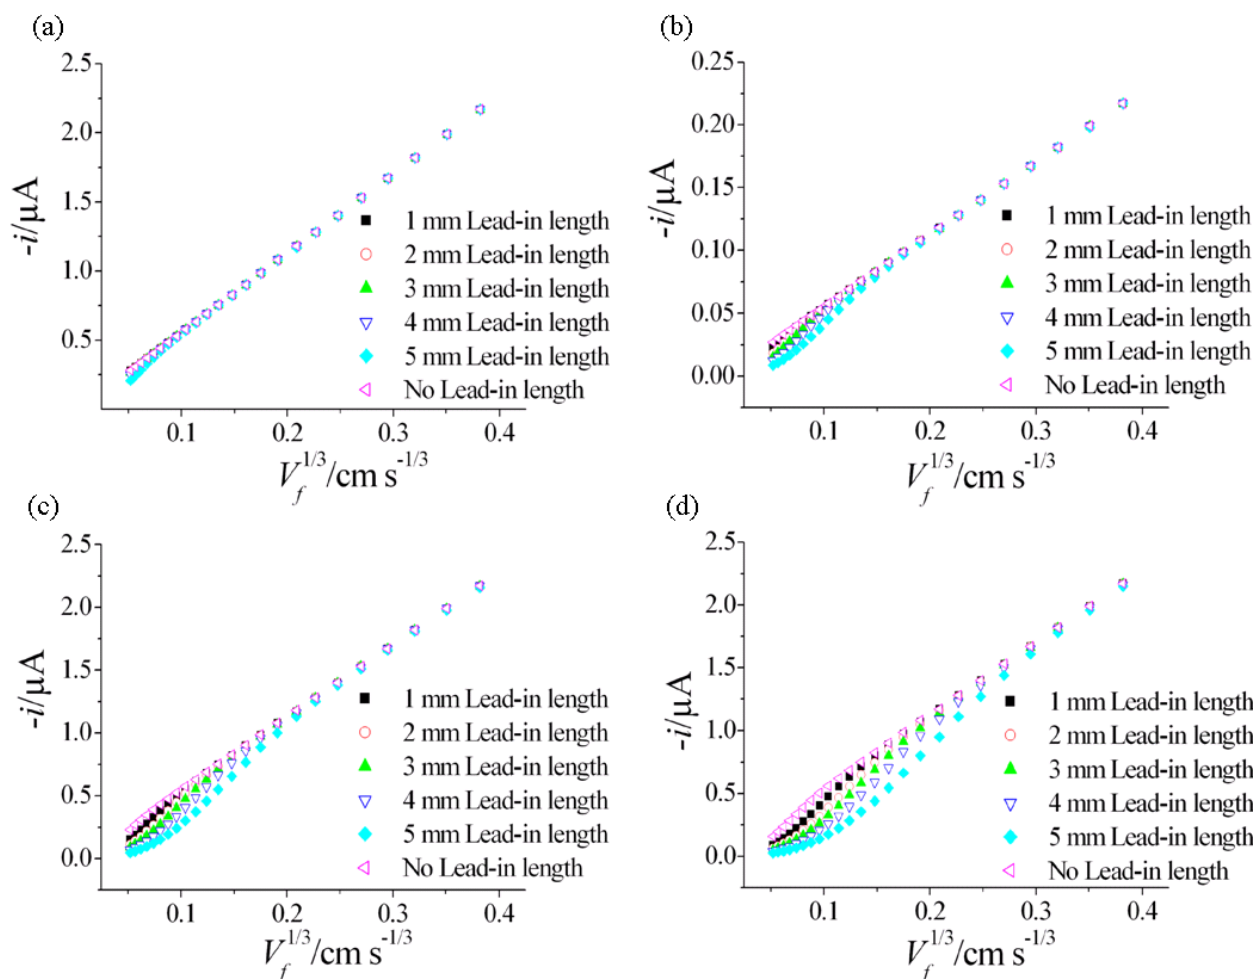 (a)
2.5
2.0
1.5
1.0
0.5
-i/μA
1 mm Lead-in length
2 mm Lead-in length
3 mm Lead-in length
4 mm Lead-in length
5 mm Lead-in length
No Lead-in length
0.1 0.2 0.3 0.4
V_f^1/3/cm s^-1/3
(b)
0.25
0.20
0.15
0.10
0.05
0.00
-i/μA
1 mm Lead-in length
2 mm Lead-in length
3 mm Lead-in length
4 mm Lead-in length
5 mm Lead-in length
No Lead-in length
0.1 0.2 0.3 0.4
V_f^1/3/cm s^-1/3
(c)
2.5
2.0
1.5
1.0
0.5
0.0
-i/μA
1 mm Lead-in length
2 mm Lead-in length
3 mm Lead-in length
4 mm Lead-in length
5 mm Lead-in length
No Lead-in length
0.1 0.2 0.3 0.4
V_f^1/3/cm s^-1/3
(d)
2.5
2.0
1.5
1.0
0.5
0.0
-i/μA
1 mm Lead-in length
2 mm Lead-in length
3 mm Lead-in length
4 mm Lead-in length
5 mm Lead-in length
No Lead-in length
0.1 0.2 0.3 0.4
V_f^1/3/cm s^-1/3